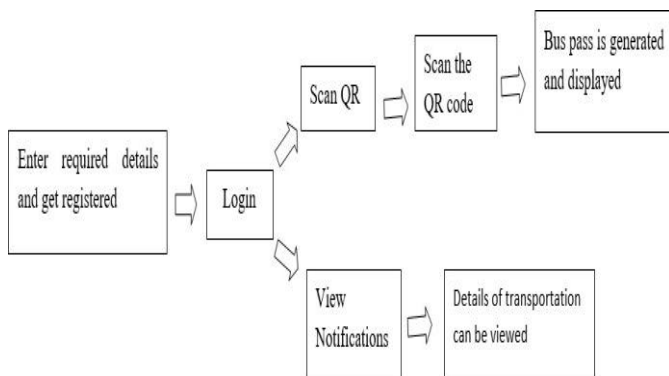 Enter required details
and get registered
Login
Scan QR
Scan the
QR code
Bus pass is generated
and displayed
View
Notifications
Details of transportation
can be viewed